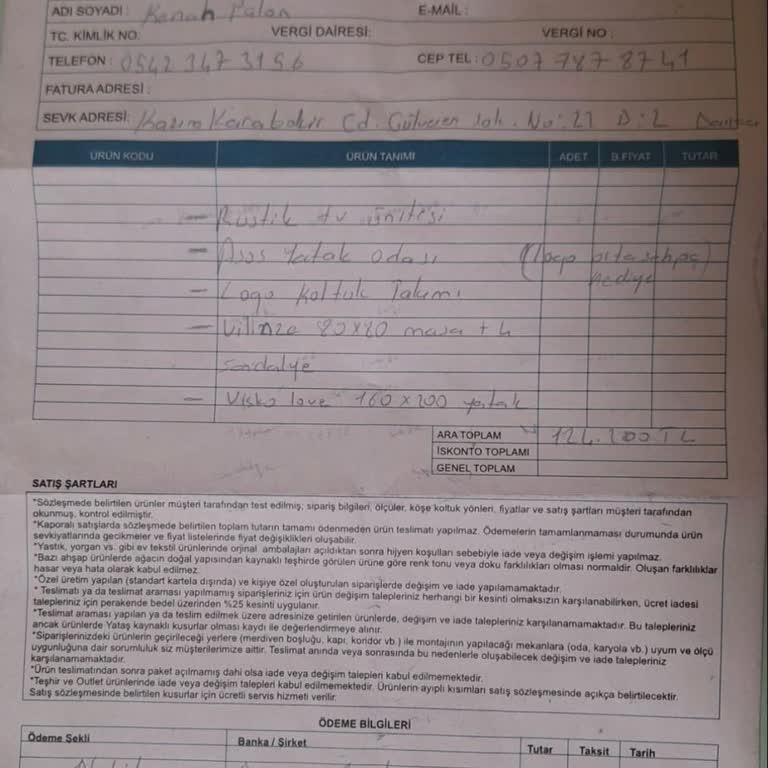 ADI SOYADI : Kenan
E-MAİL :
TC. KİMLİK NO: VERGİ DAİRESİ: VERGİ NO :
TELEFON : 0542 347 3156 CEP TEL : 0507 787 8741
FATURA ADRESİ :
SEVK ADRESİ: Kazım Karabekir Cd. Gülveren No: 27 D: 2
ÜRÜN KODU ÜRÜN TANIMI ADET B.FİYAT TUTAR
- Rüstik tv ünitesi
- Asos Yatak odası hediye
- Logo Koltuk Takımı
- 80x80 masa + 4
sandalye
- Visko love 160x200 yatak
ARA TOPLAM 124.200 TL
İSKONTO TOPLAMI
GENEL TOPLAM
SATIŞ ŞARTLARI
*Sözleşmede belirtilen ürünler müşteri tarafından test edilmiş; sipariş bilgileri, ölçüler, köşe koltuk yönleri, fiyatlar ve satış şartları müşteri tarafından
okunmuş, kontrol edilmiştir.
*Kaporalı satışlarda sözleşmede belirtilen toplam tutarın tamamı ödenmeden ürün teslimatı yapılmaz. Ödemelerin tamamlanmaması durumunda ürün
sevkiyatlarında gecikmeler ve fiyat listelerinde fiyat değişiklikleri oluşabilir.
*Yastık, yorgan vs. gibi ev tekstil ürünlerinde orjinal ambalajları açıldıktan sonra hijyen koşulları sebebiyle iade veya değişim işlemi yapılmaz.
*Bazı ahşap ürünlerde ağacın doğal yapısından kaynaklı teşhirde görülen ürüne göre renk tonu veya doku farklılıkları olması normaldir. Oluşan farklılıklar
hasar veya hata olarak kabul edilmez.
*Özel üretim yapılan (standart kartela dışında) ve kişiye özel oluşturulan siparişlerde değişim ve iade yapılamamaktadır.
* Teslimatı ya da teslimat araması yapılmamış siparişleriniz için ürün değişim talepleriniz herhangi bir kesinti olmaksızın karşılanabilirken, ücret iadesi
talepleriniz için perakende bedel üzerinden %25 kesinti uygulanır.
*Teslimat araması yapılan ya da teslim edilmek üzere adresinize getirilen ürünlerde, değişim ve iade talepleriniz karşılanamamaktadır. Bu talepleriniz
ancak ürünlerde Yataş kaynaklı kusurlar olması kaydı ile değerlendirmeye alınır.
*Siparişlerinizdeki ürünlerin geçirileceği yerlere (merdiven boşluğu, kapı, koridor vb.) ile montajının yapılacağı mekanlara (oda, karyola vb.) uyum ve ölçü
uygunluğuna dair sorumluluk siz müşterilerimize aittir. Teslimat anında veya sonrasında bu nedenlerle oluşabilecek değişim ve iade talepleriniz
karşılanamamaktadır.
*Ürün teslimatından sonra paket açılmamış dahi olsa iade veya değişim talepleri kabul edilmemektedir.
*Teşhir ve Outlet ürünlerinde iade veya değişim talepleri kabul edilmemektedir. Ürünlerin ayıplı kısımları satış sözleşmesinde açıkça belirtilecektir.
Satış sözleşmesinde belirtilen kusurlar için ücretli servis hizmeti verilir.
ÖDEME BİLGİLERİ
Ödeme Şekli Banka / Şirket Tutar Taksit Tarih